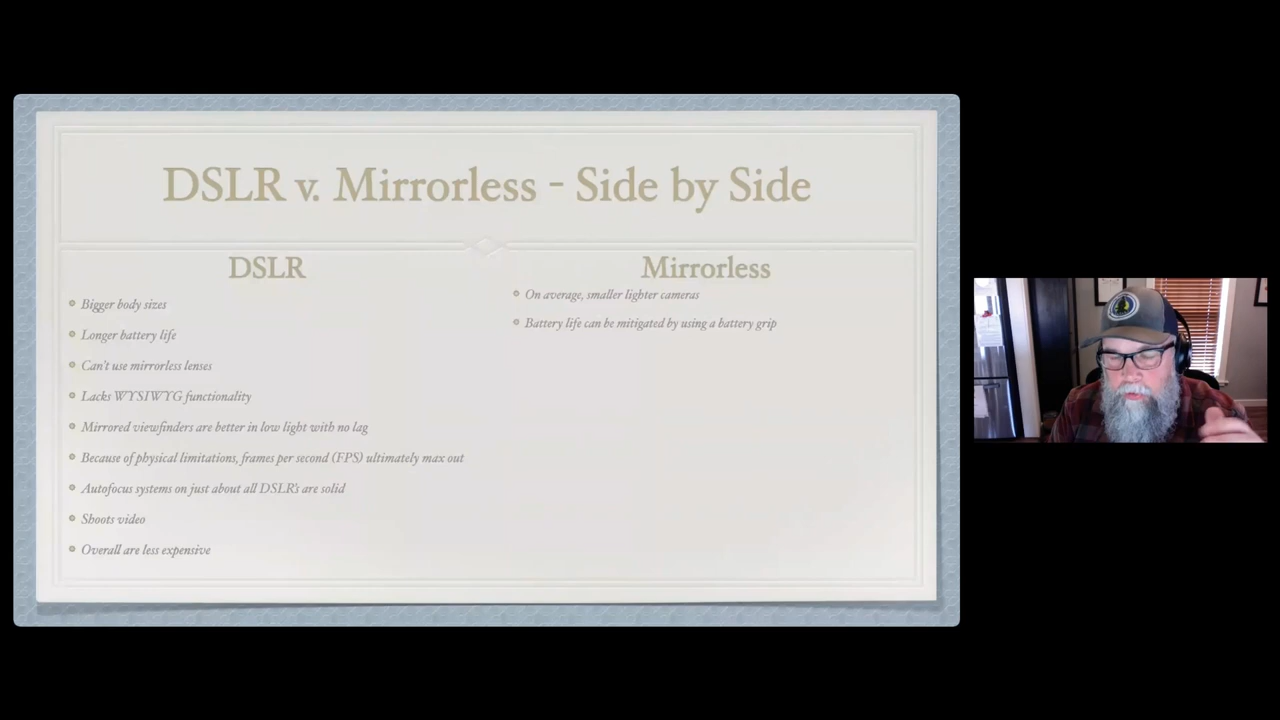 DSLR v. Mirrorless - Side by Side
DSLR
Bigger body sizes
Longer battery life
Can't use mirrorless lenses
Lacks WYSIWYG functionality
Mirrored viewfinders are better in low light with no lag
Because of physical limitations, frames per second (FPS) ultimately max out
Autofocus systems on just about all DSLR's are solid
Shoots video
Overall are less expensive
Mirrorless
On average, smaller lighter cameras
Battery life can be mitigated by using a battery grip